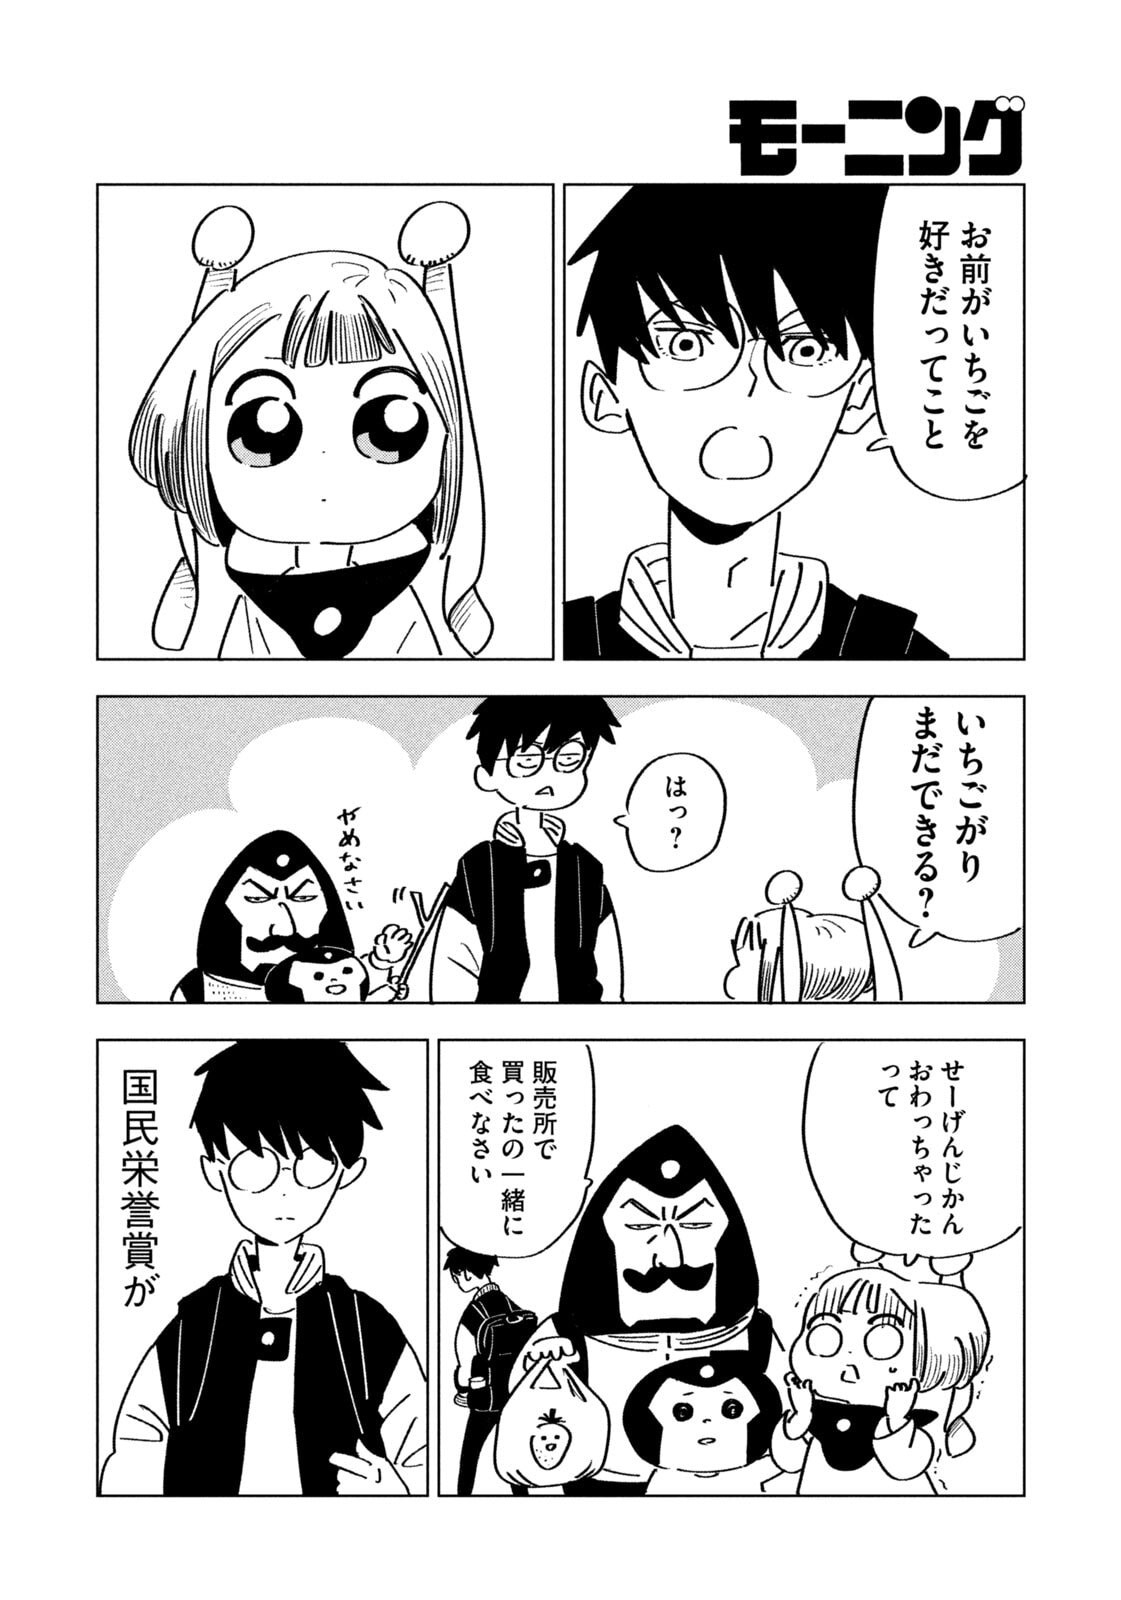 モーニング
お前がいちごを
好きだってこと
いちごがり
まだできる？
はっ？
やめなさい
せーげんじかん
おわっちゃった
って
販売所で
買ったの一緒に
食べなさい
国民栄誉賞が